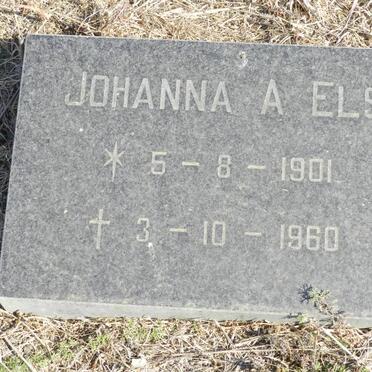 JOHANNA A ELS
* 5 - 8 - 1901
† 3 - 10 - 1960